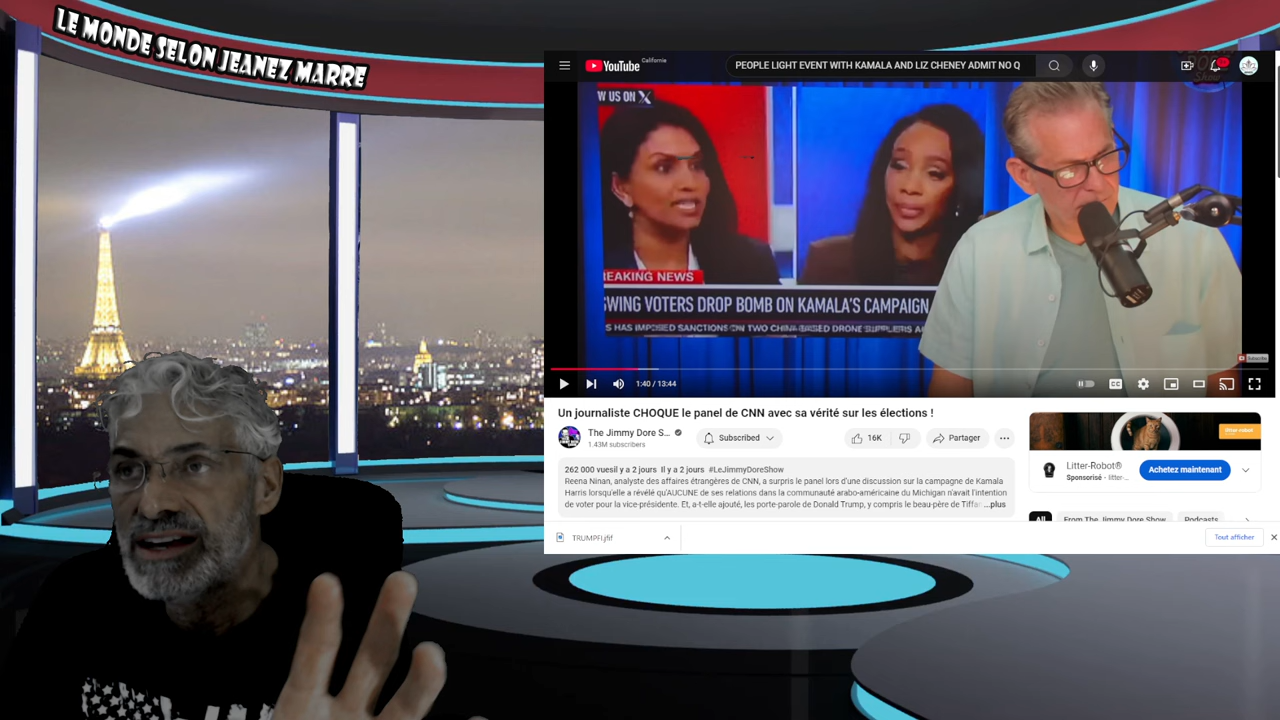 LE MONDE SELON JEANEZ MARRE
YouTube
Californie
PEOPLE LIGHT EVENT WITH KAMALA AND LIZ CHENEY ADMIT NO Q
W US ON X
REAKING NEWS
WING VOTERS DROP BOMB ON KAMALA'S CAMPAIGN
S HAS IMPOSED SANCTIONS ON TWO CHINA-BASED DRONE SUPPLIERS A
Subscribe
1:40 / 13:44
CC
Un journaliste CHOQUE le panel de CNN avec sa vérité sur les élections !
The Jimmy Dore S...
1.43M subscribers
Subscribed
16K
Partager
262 000 vuesil y a 2 jours Il y a 2 jours #LeJimmyDoreShow
Reena Ninan, analyste des affaires étrangères de CNN, a surpris le panel lors d'une discussion sur la campagne de Kamala
Harris lorsqu'elle a révélé qu'AUCUNE de ses relations dans la communauté arabo-américaine du Michigan n'avait l'intention
de voter pour la vice-présidente. Et, a-t-elle ajouté, les porte-parole de Donald Trump, y compris le beau-père de Tiffan ...plus
Litter-Robot®
Sponsorisé · litter-...
Achetez maintenant
All
From The Jimmy Dore Show
Podcasts
TRUMPFI.jfif
Tout afficher